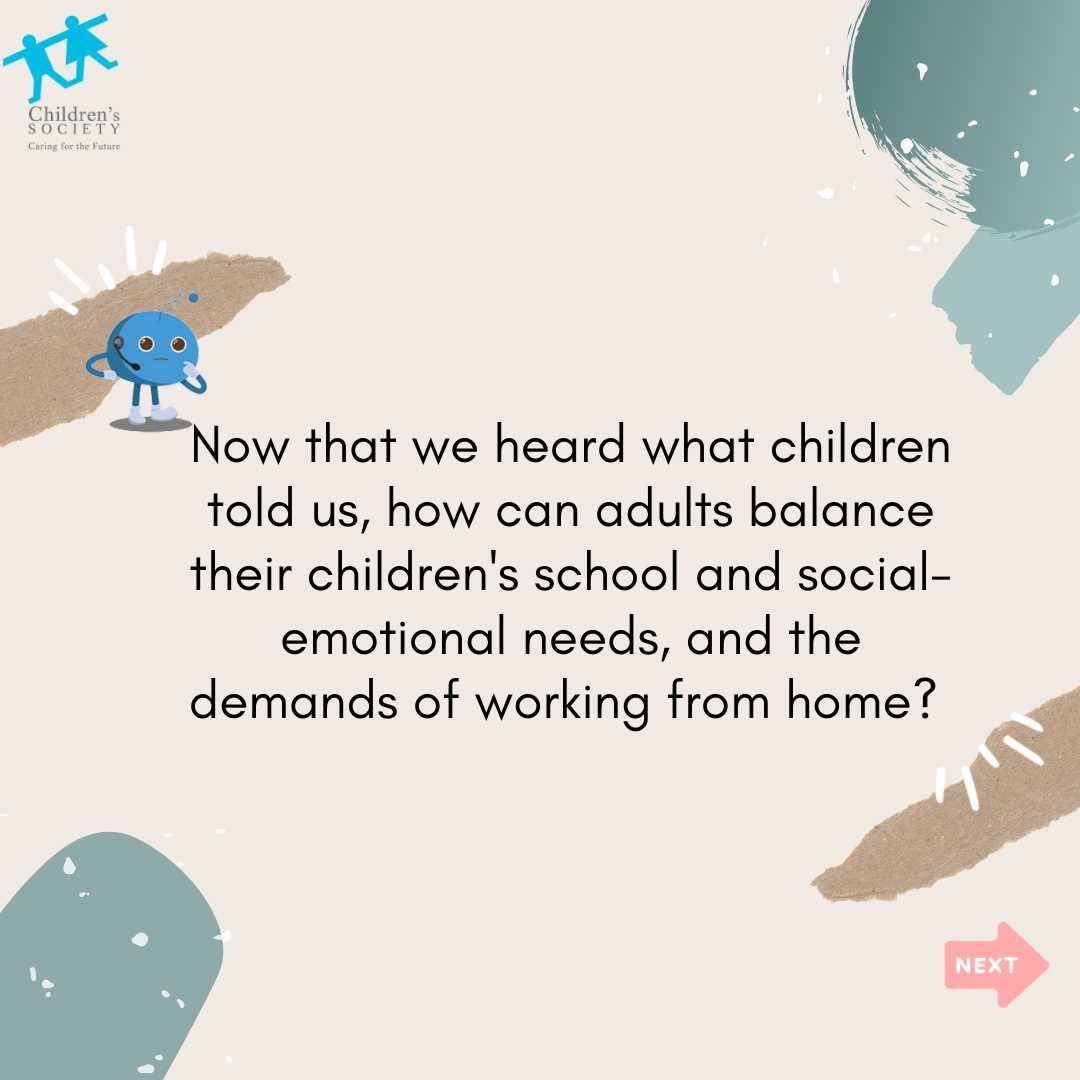 Children's
SOCIETY
Caring for the Future
Now that we heard what children
told us, how can adults balance
their children's school and social-
emotional needs, and the
demands of working from home?
NEXT